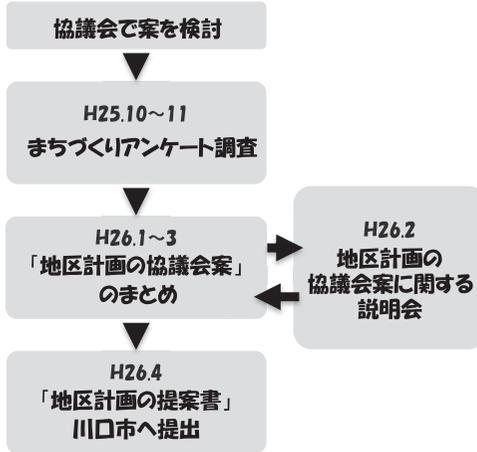 協議会で案を検討
H25.10～11
まちづくりアンケート調査
H26.1～3
「地区計画の協議会案」
のまとめ
H26.2
地区計画の
協議会案に関する
説明会
H26.4
「地区計画の提案書」
川口市へ提出